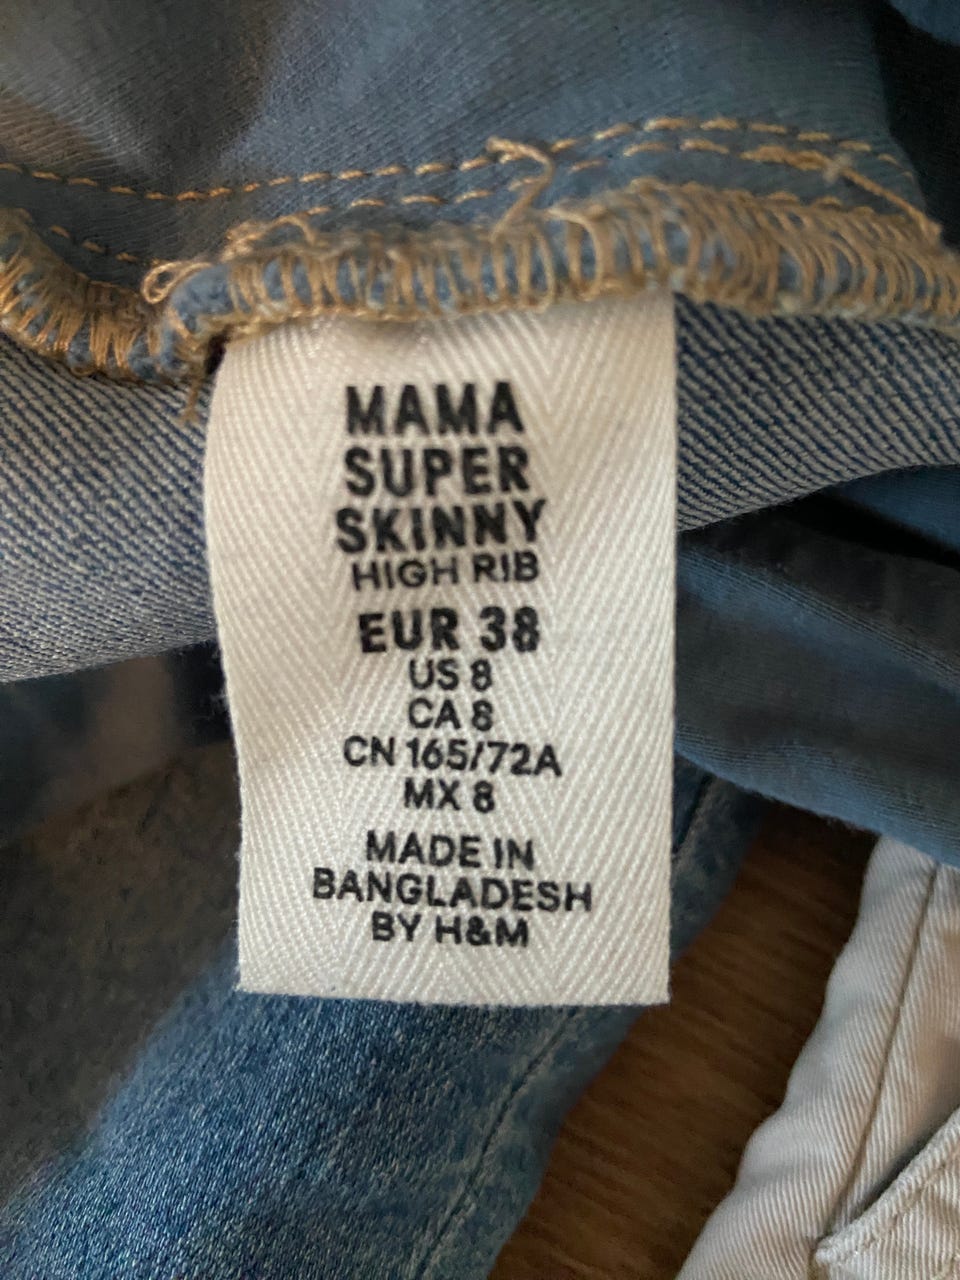 MAMA
SUPER
SKINNY
HIGH RIB
EUR 38
US 8
CA 8
CN 165/72A
MX 8
MADE IN
BANGLADESH
BY H&M